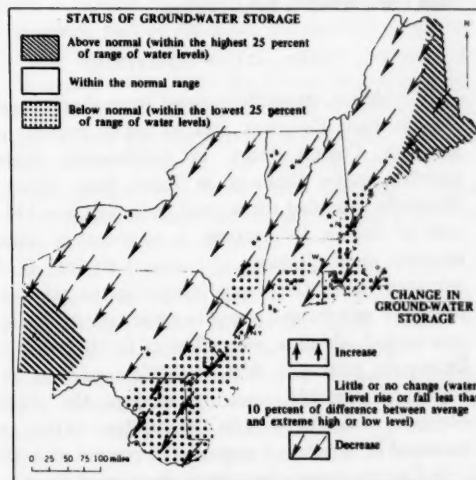 STATUS OF GROUND-WATER STORAGE
Above normal (within the highest 25 percent
of range of water levels)
Within the normal range
Below normal (within the lowest 25 percent
of range of water levels)
N
CHANGE IN
GROUND-WATER
STORAGE
Increase
Little or no change (water
level rise or fall less than
10 percent of difference between average
and extreme high or low level)
Decrease
0 25 50 75 100 miles